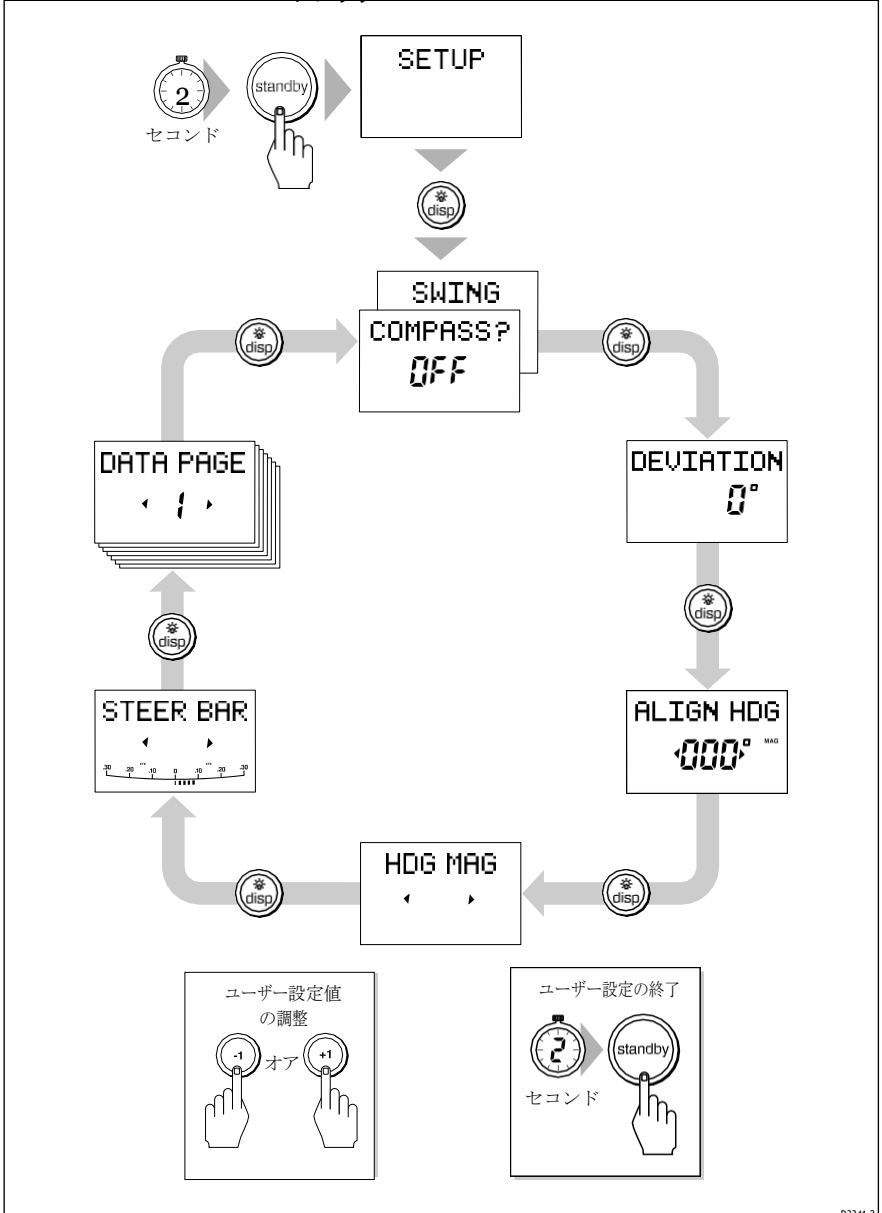 SETUP
2
standby
セコンド
disp
SWING
COMPASS?
OFF
disp
disp
DATA PAGE
1
DEVIATION
0°
disp
disp
STEER BAR
.30 .20 .10 0 .10 .20 .30
ALIGN HDG
000° MAG
HDG MAG
disp
disp
ユーザー設定値
の調整
-1 オア +1
ユーザー設定の終了
2
standby
セコンド